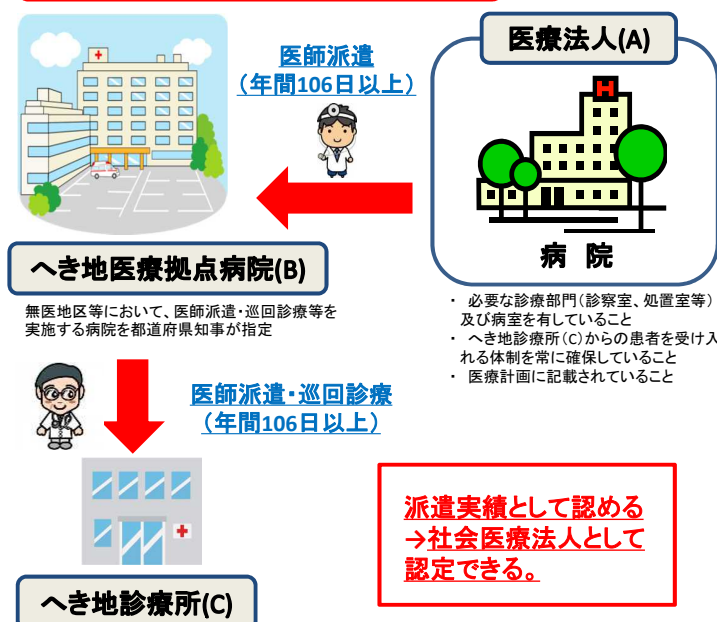 医師派遣
（年間106日以上）
医療法人(A)
H
病 院
へき地医療拠点病院(B)
無医地区等において、医師派遣・巡回診療等を
実施する病院を都道府県知事が指定
・ 必要な診療部門（診察室、処置室等）
及び病室を有していること
・ へき地診療所（C）からの患者を受け入
れる体制を常に確保していること
・ 医療計画に記載されていること
医師派遣・巡回診療
（年間106日以上）
派遣実績として認める
→社会医療法人として
認定できる。
へき地診療所(C)